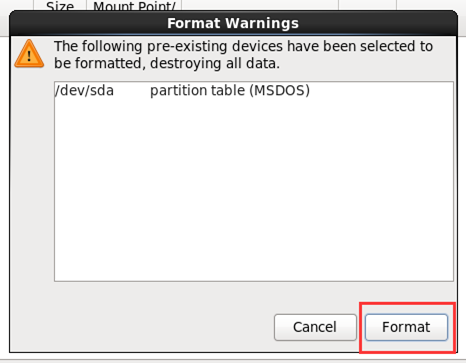 Size
Mount Point/
Format Warnings
The following pre-existing devices have been selected to
be formatted, destroying all data.
/dev/sda partition table (MSDOS)
Cancel
Format